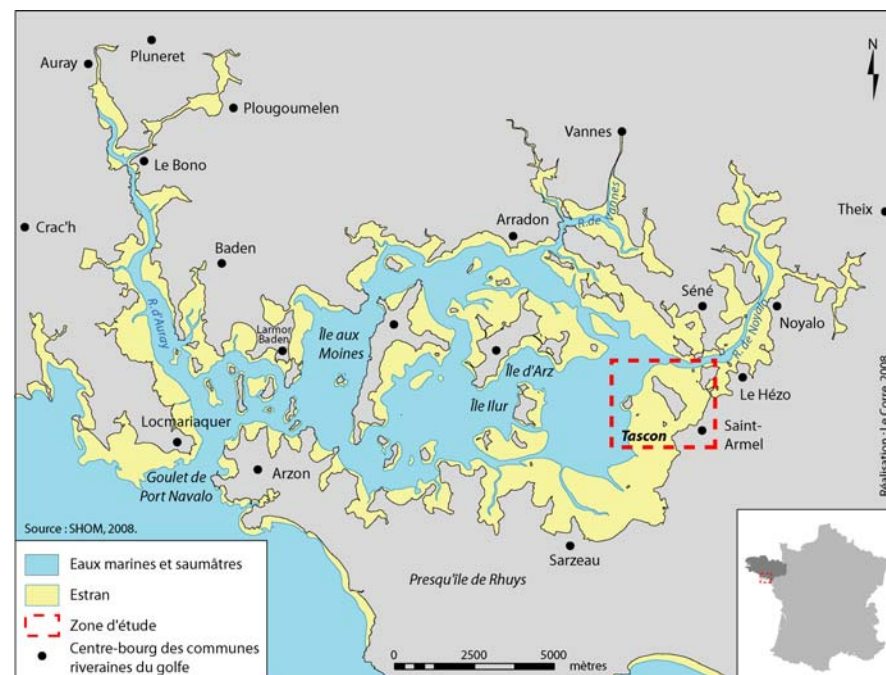 Pluneret
Auray
N
Plougoumelen
Vannes
Le Bono
R.de Vannes
Theix
Crac'h
Arradon
Baden
R.d'Auray
Séné
Noyalo
R.de Noyalo
Larmor
Baden
Île aux
Moines
Île d'Arz
Le Hézo
Île Ilur
Locmariaquer
Tascon
Saint-
Armel
Goulet de
Port Navalo
Arzon
Réalisation : Le Corre 2008
Source : SHOM, 2008.
Sarzeau
Presqu'île de Rhuys
Eaux marines et saumâtres
Estran
Zone d'étude
Centre-bourg des communes
riveraines du golfe
0 2000 5000
mètres